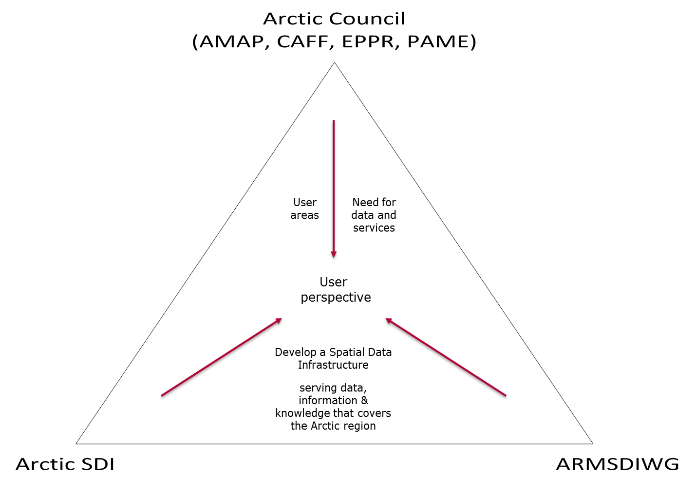 Arctic Council
(AMAP, CAFF, EPPR, PAME)
User
areas
Need for
data and
services
User
perspective
Develop a Spatial Data
Infrastructure
serving data,
information &
knowledge that covers
the Arctic region
Arctic SDI
ARMSDIWG